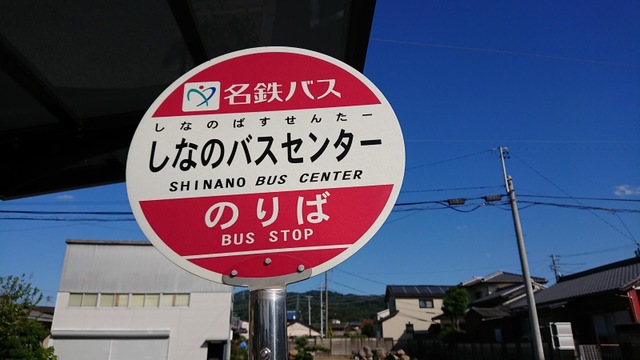 名鉄バス
しなのばすせんたー
しなのバスセンター
SHINANO BUS CENTER
のりば
BUS STOP